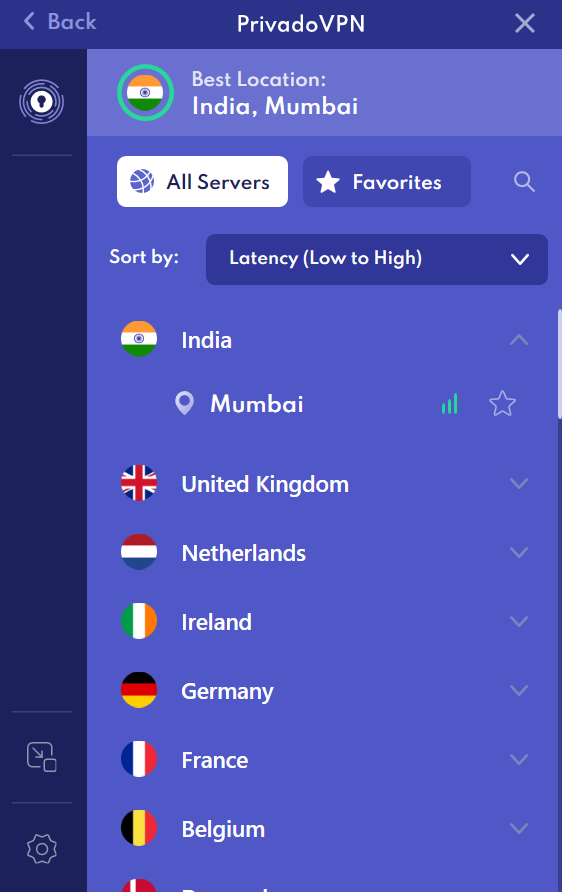 Back
PrivadoVPN
Best Location:
India, Mumbai
All Servers
Favorites
Sort by:
Latency (Low to High)
India
Mumbai
United Kingdom
Netherlands
Ireland
Germany
France
Belgium